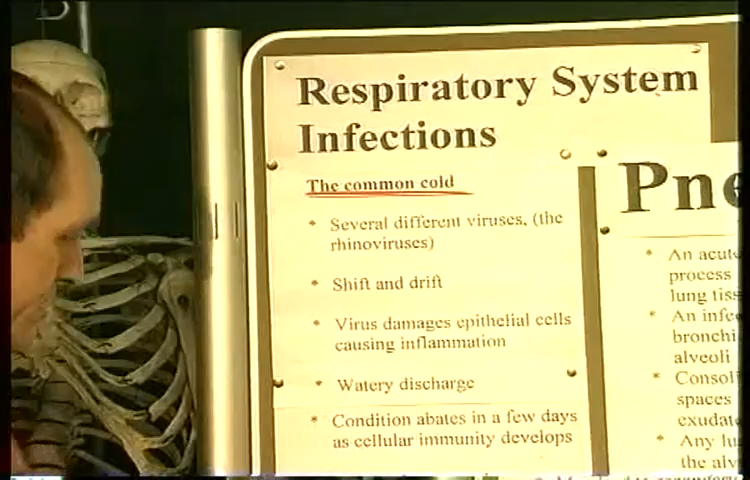 Respiratory System
Infections
The common cold
* Several different viruses, (the
rhinoviruses)
* Shift and drift
* Virus damages epithelial cells
causing inflammation
* Watery discharge
* Condition abates in a few days
as cellular immunity develops
Pne
* An acut
process
lung tiss
* An infe
bronchi
alveoli
* Consol
spaces
exudat
* Any lu
the alv